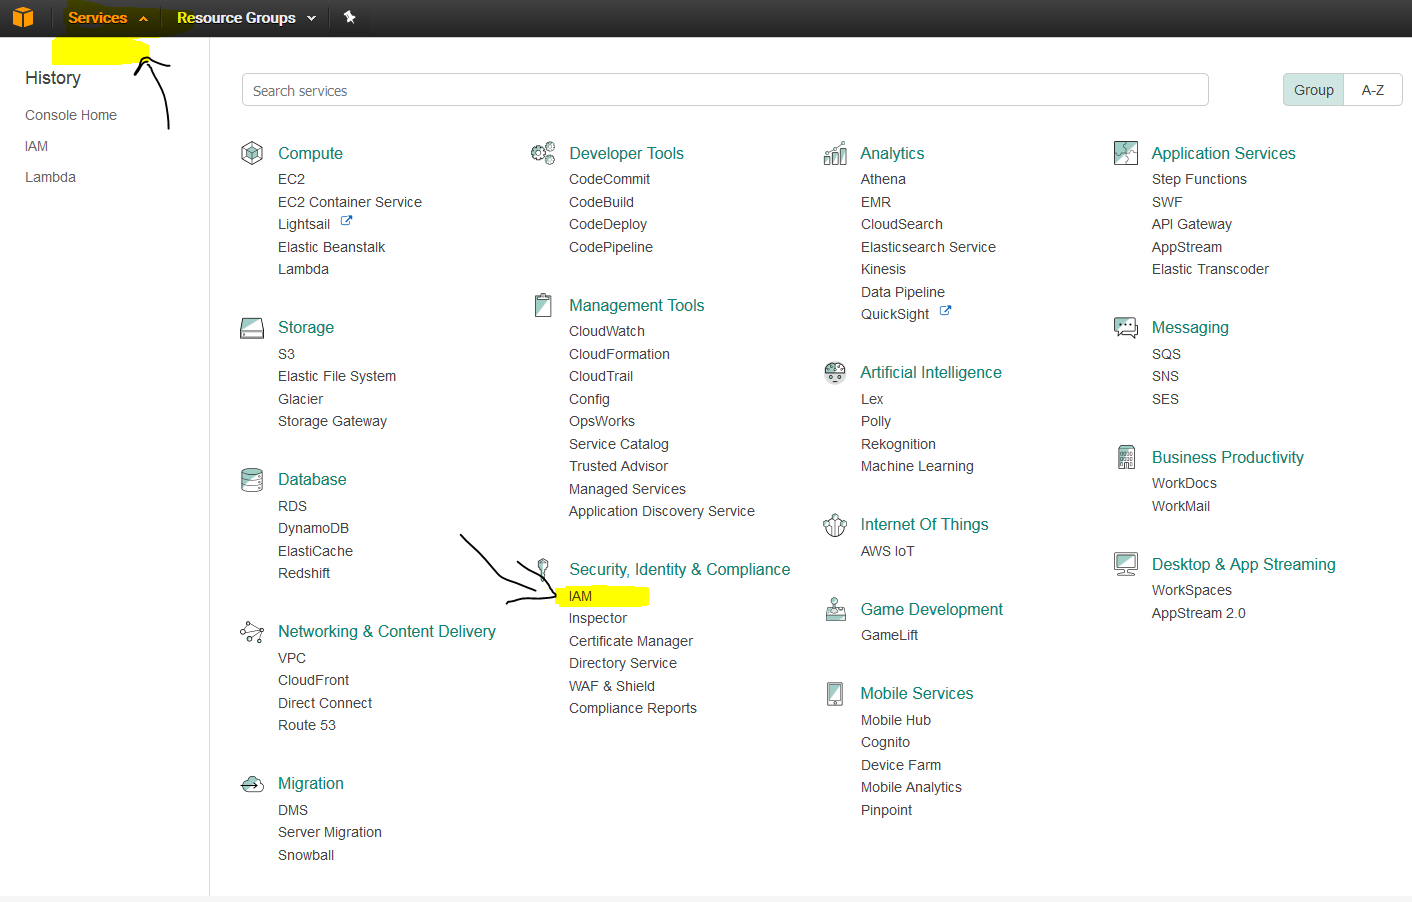 Services
Resource Groups
History
Console Home
IAM
Lambda
Search services
Group
A-Z
Compute
EC2
EC2 Container Service
Lightsail
Elastic Beanstalk
Lambda
Storage
S3
Elastic File System
Glacier
Storage Gateway
Database
RDS
DynamoDB
ElastiCache
Redshift
Networking & Content Delivery
VPC
CloudFront
Direct Connect
Route 53
Migration
DMS
Server Migration
Snowball
Developer Tools
CodeCommit
CodeBuild
CodeDeploy
CodePipeline
Management Tools
CloudWatch
CloudFormation
CloudTrail
Config
OpsWorks
Service Catalog
Trusted Advisor
Managed Services
Application Discovery Service
Security, Identity & Compliance
IAM
Inspector
Certificate Manager
Directory Service
WAF & Shield
Compliance Reports
Analytics
Athena
EMR
CloudSearch
Elasticsearch Service
Kinesis
Data Pipeline
QuickSight
Artificial Intelligence
Lex
Polly
Rekognition
Machine Learning
Internet Of Things
AWS IoT
Game Development
GameLift
Mobile Services
Mobile Hub
Cognito
Device Farm
Mobile Analytics
Pinpoint
Application Services
Step Functions
SWF
API Gateway
AppStream
Elastic Transcoder
Messaging
SQS
SNS
SES
Business Productivity
WorkDocs
WorkMail
Desktop & App Streaming
WorkSpaces
AppStream 2.0